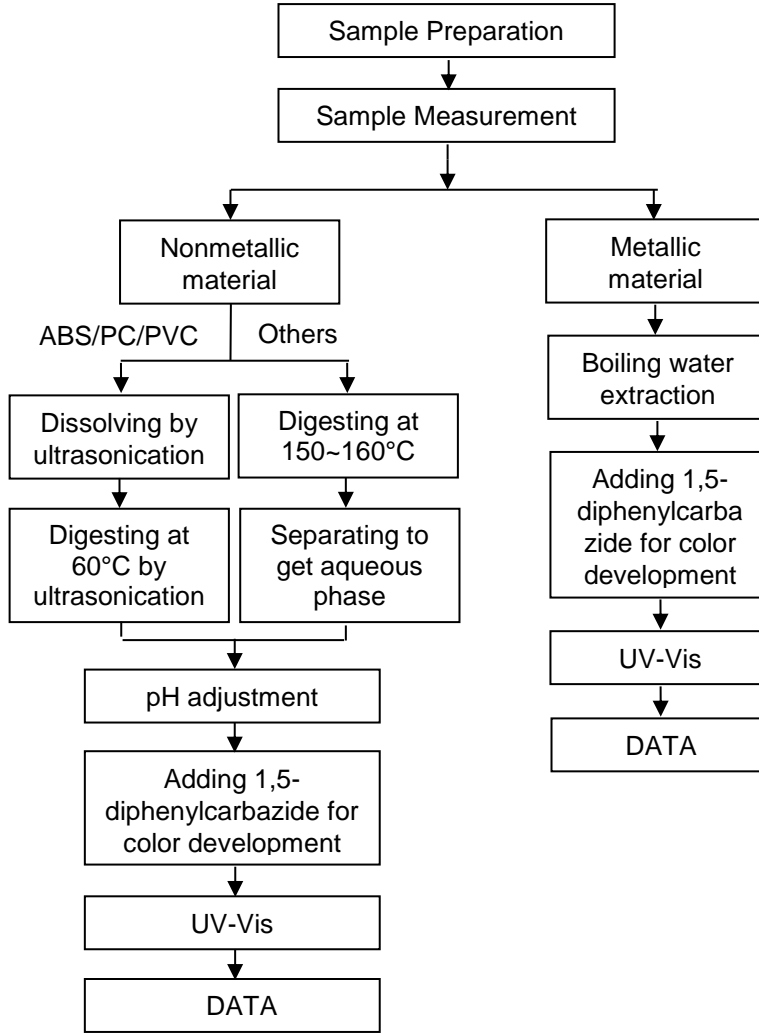 Sample Preparation
Sample Measurement
Nonmetallic
material
ABS/PC/PVC
Others
Dissolving by
ultrasonication
Digesting at
150~160°C
Digesting at
60°C by
ultrasonication
Separating to
get aqueous
phase
pH adjustment
Adding 1,5-
diphenylcarbazide for
color development
UV-Vis
DATA
Metallic
material
Boiling water
extraction
Adding 1,5-
diphenylcarba
zide for color
development
UV-Vis
DATA